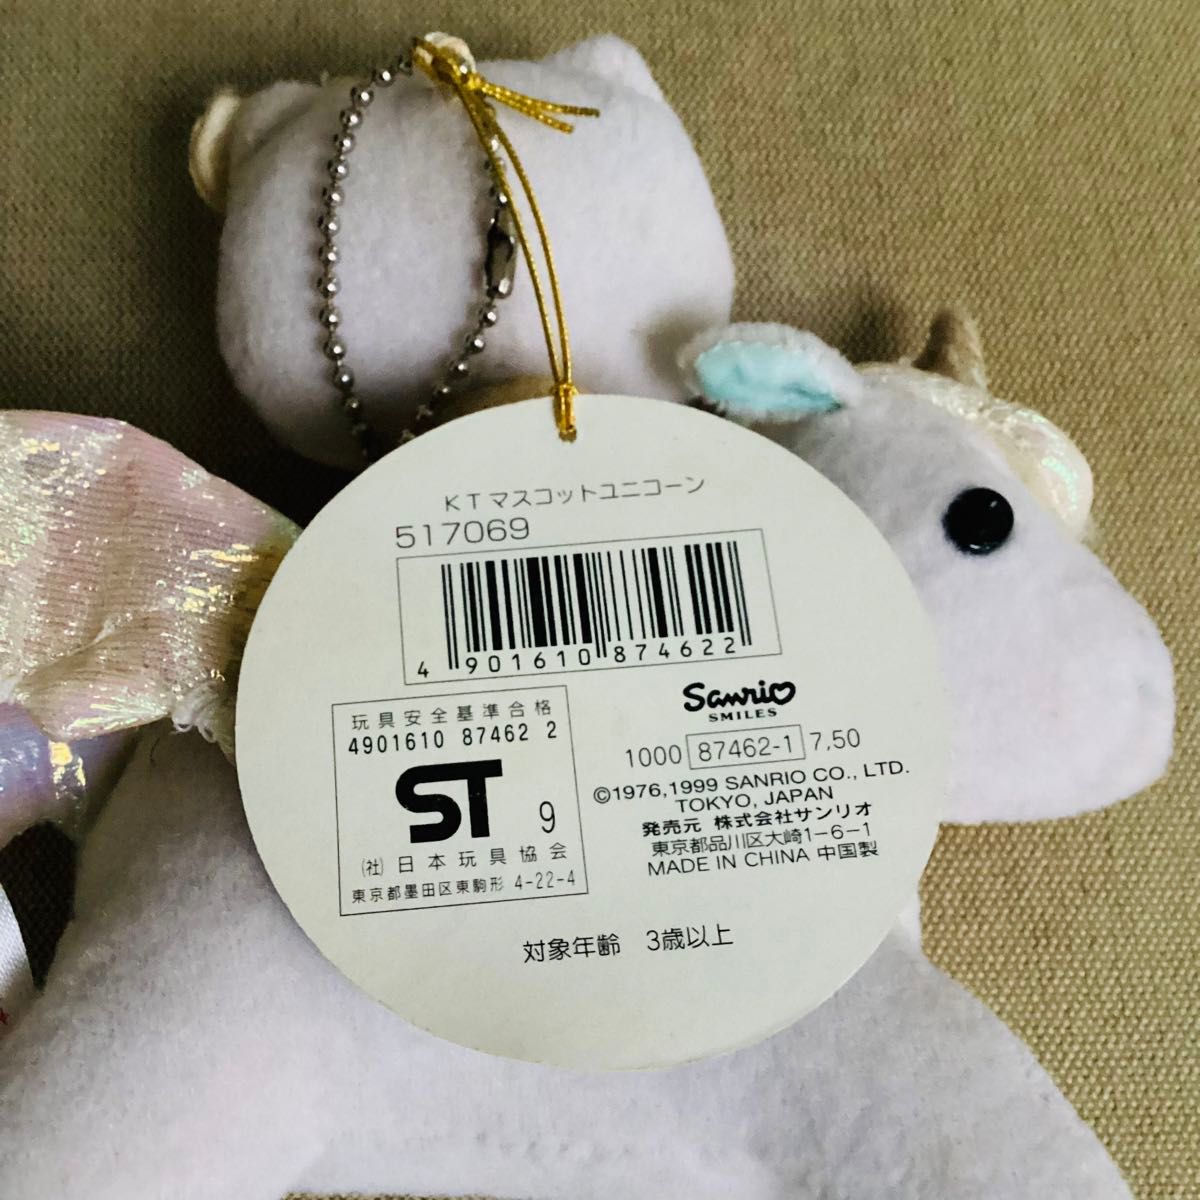 KTマスコットユニコーン
517069
4 901610 874622
玩具安全基準合格
4901610 87462 2
ST 9
(社)日本玩具協会
東京都墨田区東駒形 4-22-4
Sanrio
SMILES
1000 87462-1 7,50
©1976,1999 SANRIO CO., LTD.
TOKYO, JAPAN
発売元 株式会社サンリオ
東京都品川区大崎1-6-1
MADE IN CHINA 中国製
対象年齢 3歳以上